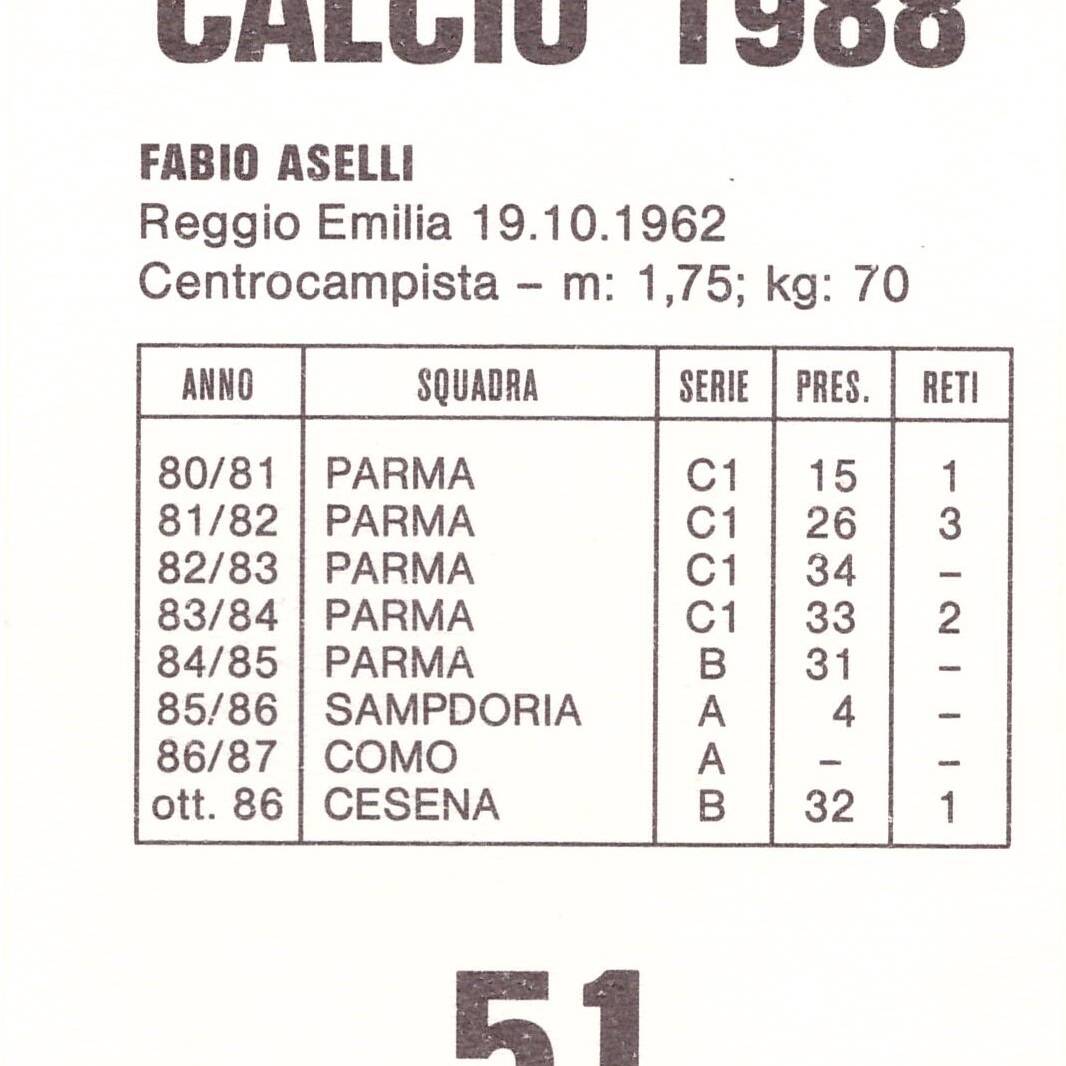 CALCIO 1988
FABIO ASELLI
Reggio Emilia 19.10.1962
Centrocampista – m: 1,75; kg: 70
ANNO SQUADRA SERIE PRES. RETI
80/81 PARMA C1 15 1
81/82 PARMA C1 26 3
82/83 PARMA C1 34 –
83/84 PARMA C1 33 2
84/85 PARMA B 31 –
85/86 SAMPDORIA A 4 –
86/87 COMO A – –
ott. 86 CESENA B 32 1
51